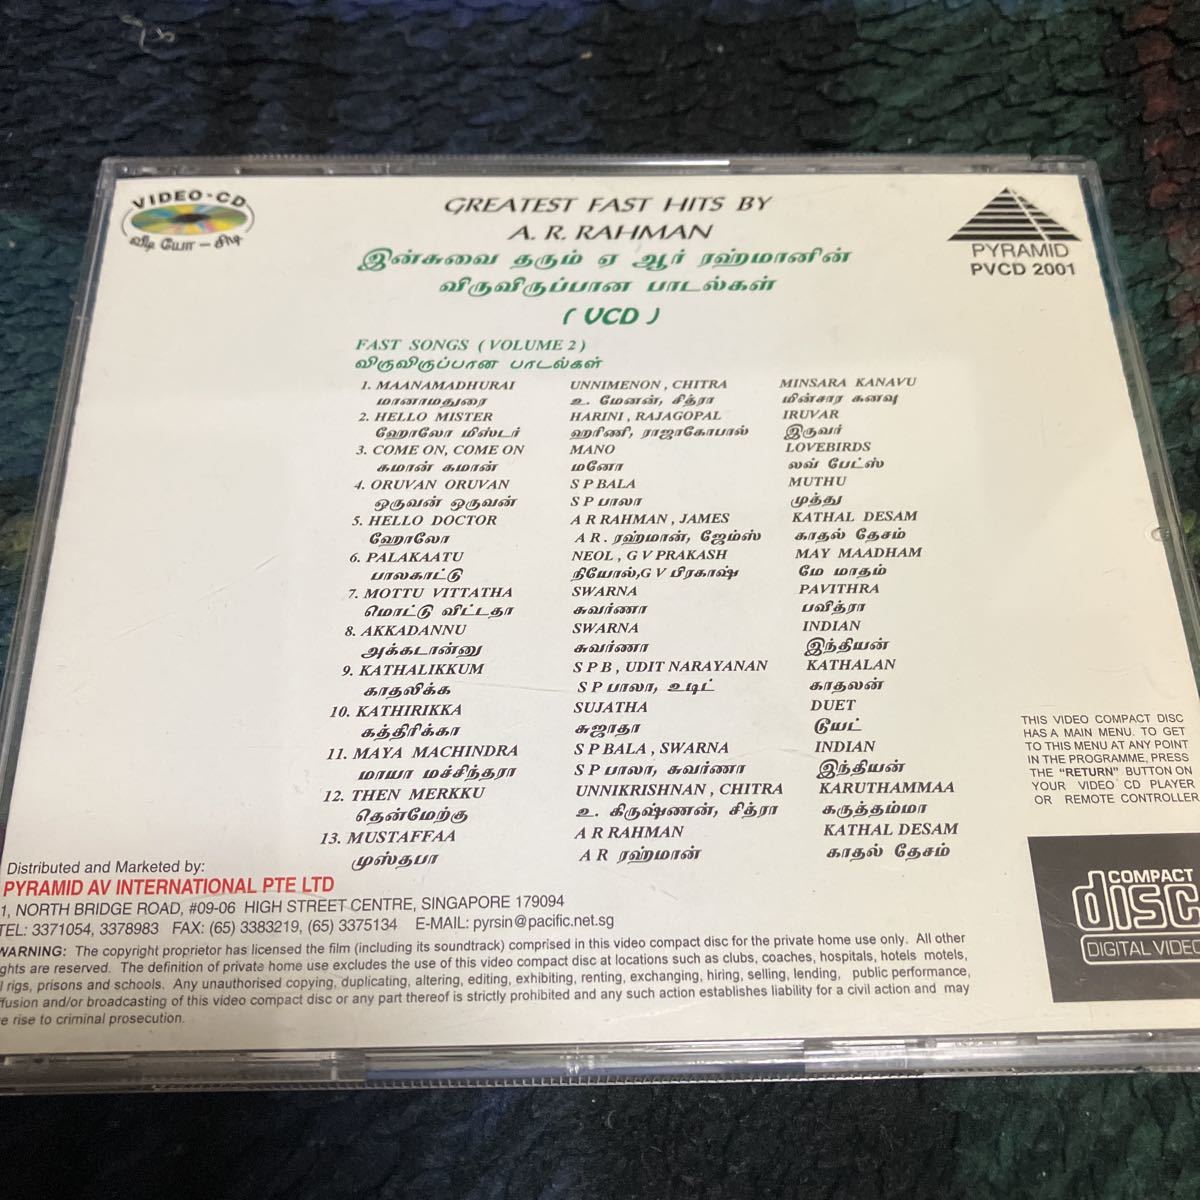 VIDEO-CD
வீடியோ - சிடி
GREATEST FAST HITS BY
A. R. RAHMAN
இன்சுவை தரும் ஏ ஆர் ரஹ்மானின்
விருவிருப்பான பாடல்கள்
( VCD )
PYRAMID
PVCD 2001
FAST SONGS ( VOLUME 2 )
விருவிருப்பான பாடல்கள்
1. MAANAMADHURAI UNNIMENON , CHITRA MINSARA KANAVU
மானாமதுரை உ. மேனன், சித்ரா மின்சார கனவு
2. HELLO MISTER HARINI , RAJAGOPAL IRUVAR
ஹோலோ மிஸ்டர் ஹரிணி, ராஜாகோபால் இருவர்
3. COME ON, COME ON MANO LOVEBIRDS
கமான் கமான் மனோ லவ் பேட்ஸ்
4. ORUVAN ORUVAN S P BALA MUTHU
ஒருவன் ஒருவன் S P பாலா முத்து
5. HELLO DOCTOR A R RAHMAN , JAMES KATHAL DESAM
ஹோலோ A R . ரஹ்மான், ஜேம்ஸ் காதல் தேசம்
6. PALAKAATU NEOL , G V PRAKASH MAY MAADHAM
பாலகாட்டு நியோல்,G V பிரகாஷ் மே மாதம்
7. MOTTU VITTATHA SWARNA PAVITHRA
மொட்டு விட்டதா சுவர்ணா பவித்ரா
8. AKKADANNU SWARNA INDIAN
அக்கடான்னு சுவர்ணா இந்தியன்
9. KATHALIKKUM S P B , UDIT NARAYANAN KATHALAN
காதலிக்க S P பாலா, உடிட் காதலன்
10. KATHIRIKKA SUJATHA DUET
கத்திரிக்கா சுஜாதா டூயட்
11. MAYA MACHINDRA S P BALA , SWARNA INDIAN
மாயா மச்சிந்தரா S P பாலா, சுவர்ணா இந்தியன்
12. THEN MERKKU UNNIKRISHNAN , CHITRA KARUTHAMMAA
தென்மேற்கு உ. கிருஷ்ணன், சித்ரா கருத்தம்மா
13. MUSTAFFAA A R RAHMAN KATHAL DESAM
முஸ்தபா A R ரஹ்மான் காதல் தேசம்
THIS VIDEO COMPACT DISC
HAS A MAIN MENU. TO GET
TO THIS MENU AT ANY POINT
IN THE PROGRAMME, PRESS
THE "RETURN" BUTTON ON
YOUR VIDEO CD PLAYER
OR REMOTE CONTROLLER
Distributed and Marketed by:
PYRAMID AV INTERNATIONAL PTE LTD
1, NORTH BRIDGE ROAD, #09-06 HIGH STREET CENTRE, SINGAPORE 179094
TEL: 3371054, 3378983 FAX: (65) 3383219, (65) 3375134 E-MAIL: pyrsin@pacific.net.sg
WARNING: The copyright proprietor has licensed the film (including its soundtrack) comprised in this video compact disc for the private home use only. All other
ights are reserved. The definition of private home use excludes the use of this video compact disc at locations such as clubs, coaches, hospitals, hotels motels,
l rigs, prisons and schools. Any unauthorised copying, duplicating, altering, editing, exhibiting, renting, exchanging, hiring, selling, lending, public performance,
ffusion and/or broadcasting of this video compact disc or any part thereof is strictly prohibited and any such action establishes liability for a civil action and may
e rise to criminal prosecution.
COMPACT
disc
DIGITAL VIDEO